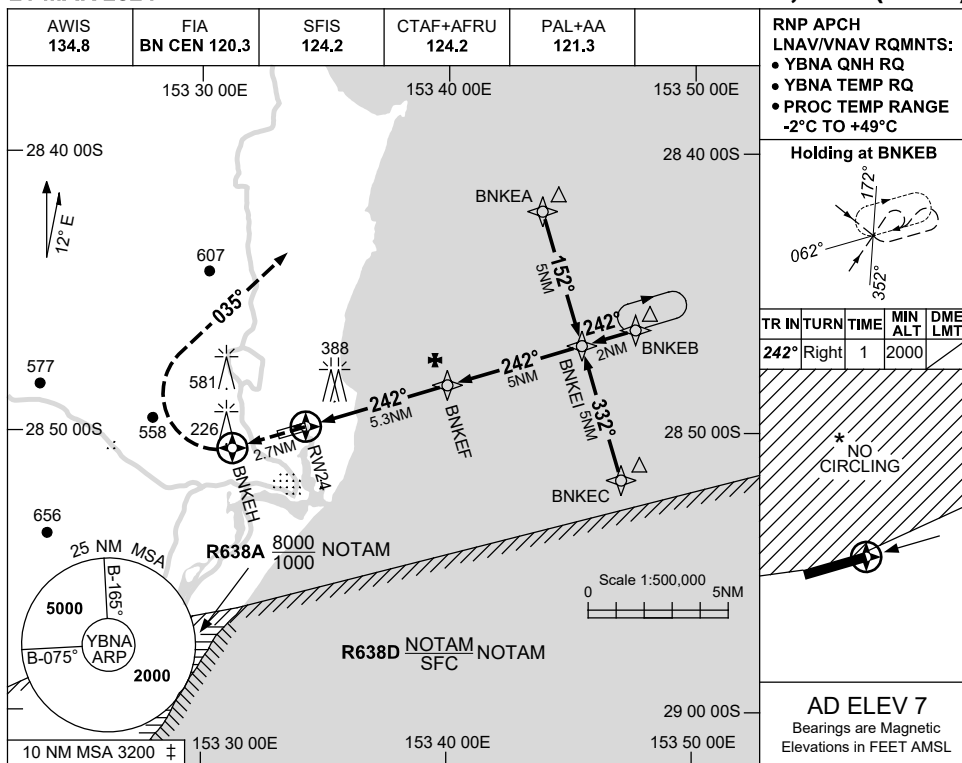 AWIS
134.8
FIA
BN CEN 120.3
SFIS
124.2
CTAF+AFRU
124.2
PAL+AA
121.3
RNP APCH
LNAV/VNAV RQMNTS:
• YBNA QNH RQ
• YBNA TEMP RQ
• PROC TEMP RANGE
-2°C TO +49°C
153 30 00E
153 40 00E
153 50 00E
28 40 00S
28 40 00S
Holding at BNKEB
172°
062°
352°
TR IN TURN TIME MIN ALT DME LMT
242° Right 1 2000
12° E
BNKEA
607
035°
152°
5NM
242°
2NM
BNKEB
388
577
581
242°
5NM
BNKEI
242°
5.3NM
BNKEF
332°
5NM
558
226
28 50 00S
28 50 00S
2.7NM
RW24
BNKEH
BNKEC
* NO
CIRCLING
656
25 NM MSA
R638A 8000/1000 NOTAM
B-165°
5000
YBNA
ARP
B-075°
2000
Scale 1:500,000
0 5NM
R638D NOTAM/SFC NOTAM
29 00 00S
AD ELEV 7
Bearings are Magnetic
Elevations in FEET AMSL
10 NM MSA 3200 ‡
153 30 00E
153 40 00E
153 50 00E